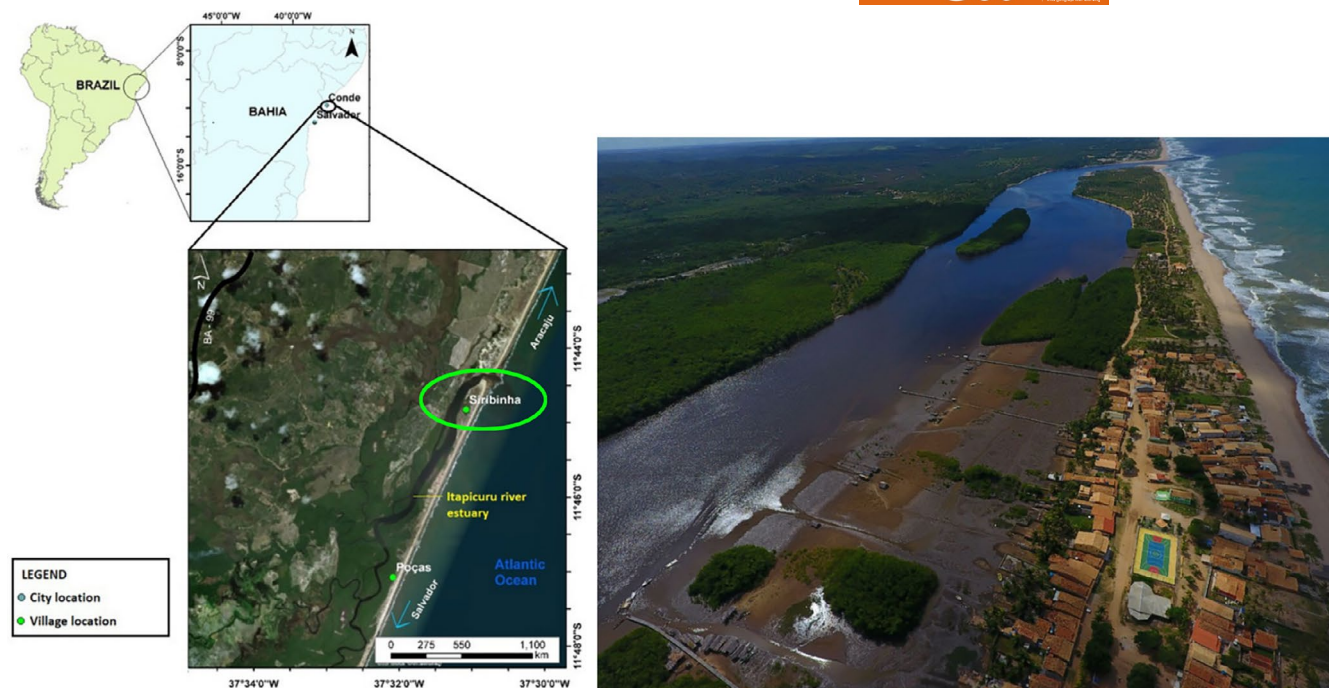 45°0'0"W 40°0'0"W
8°0'0"S
16°0'0"S
BRAZIL
N
BAHIA
Conde
Salvador
N
BA - 99
Aracaju
Siribinha
Itapicuru river
estuary
Poças
Salvador
Atlantic
Ocean
11°44'0"S
11°46'0"S
11°48'0"S
0 275 550 1,100
km
37°34'0"W 37°32'0"W 37°30'0"W
LEGEND
City location
Village location